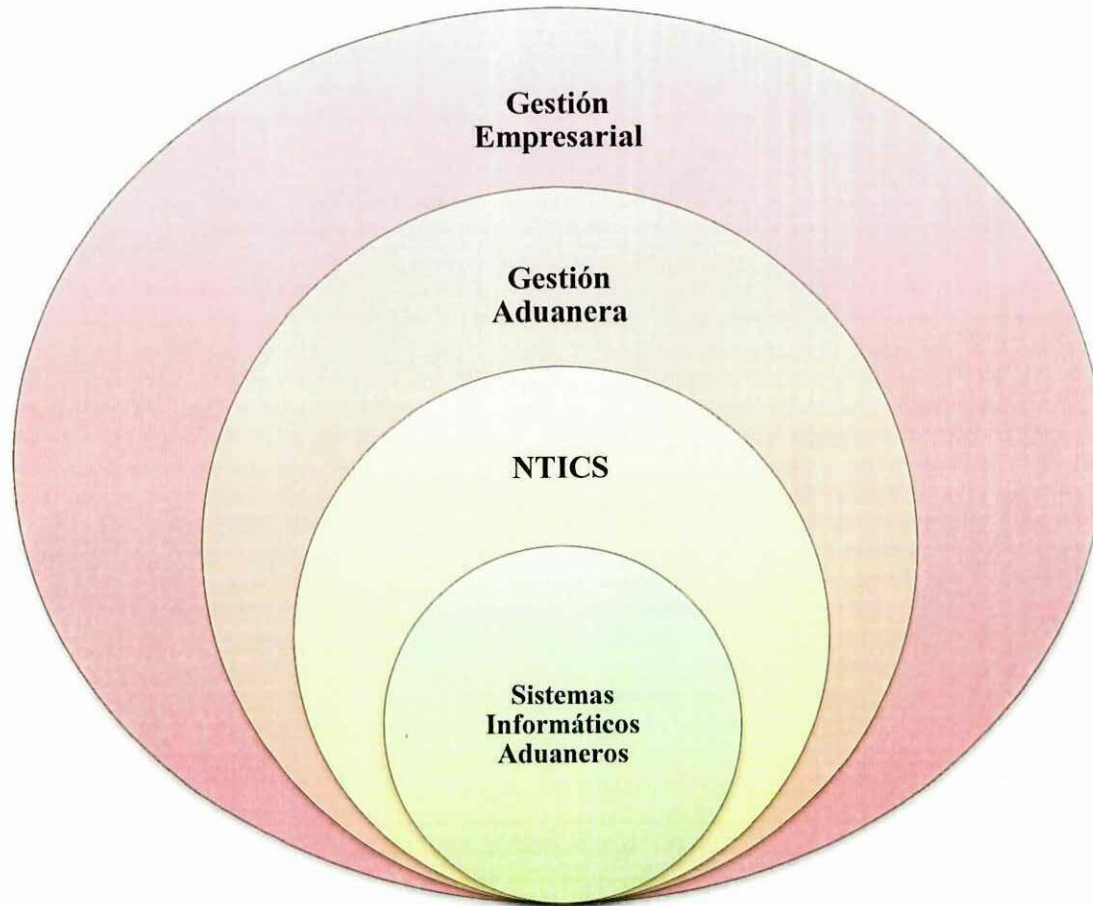 Gestión
Empresarial
Gestión
Aduanera
NTICS
Sistemas
Informáticos
Aduaneros